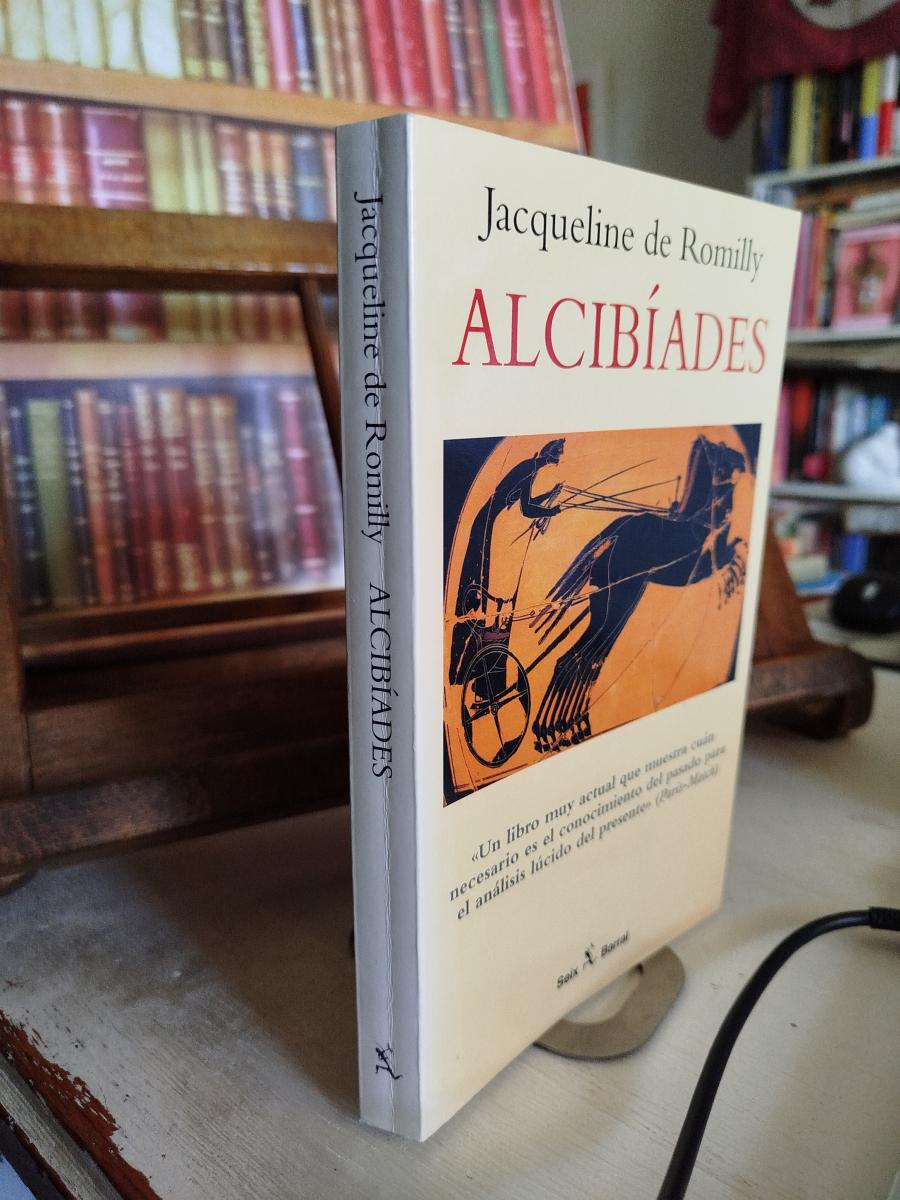 Jacqueline de Romilly
ALCIBÍADES
«Un libro muy actual que muestra cuán
necesario es el conocimiento del pasado para
el análisis lúcido del presente» (Paris-Match).
Seix Barral
Jacqueline de Romilly ALCIBÍADES